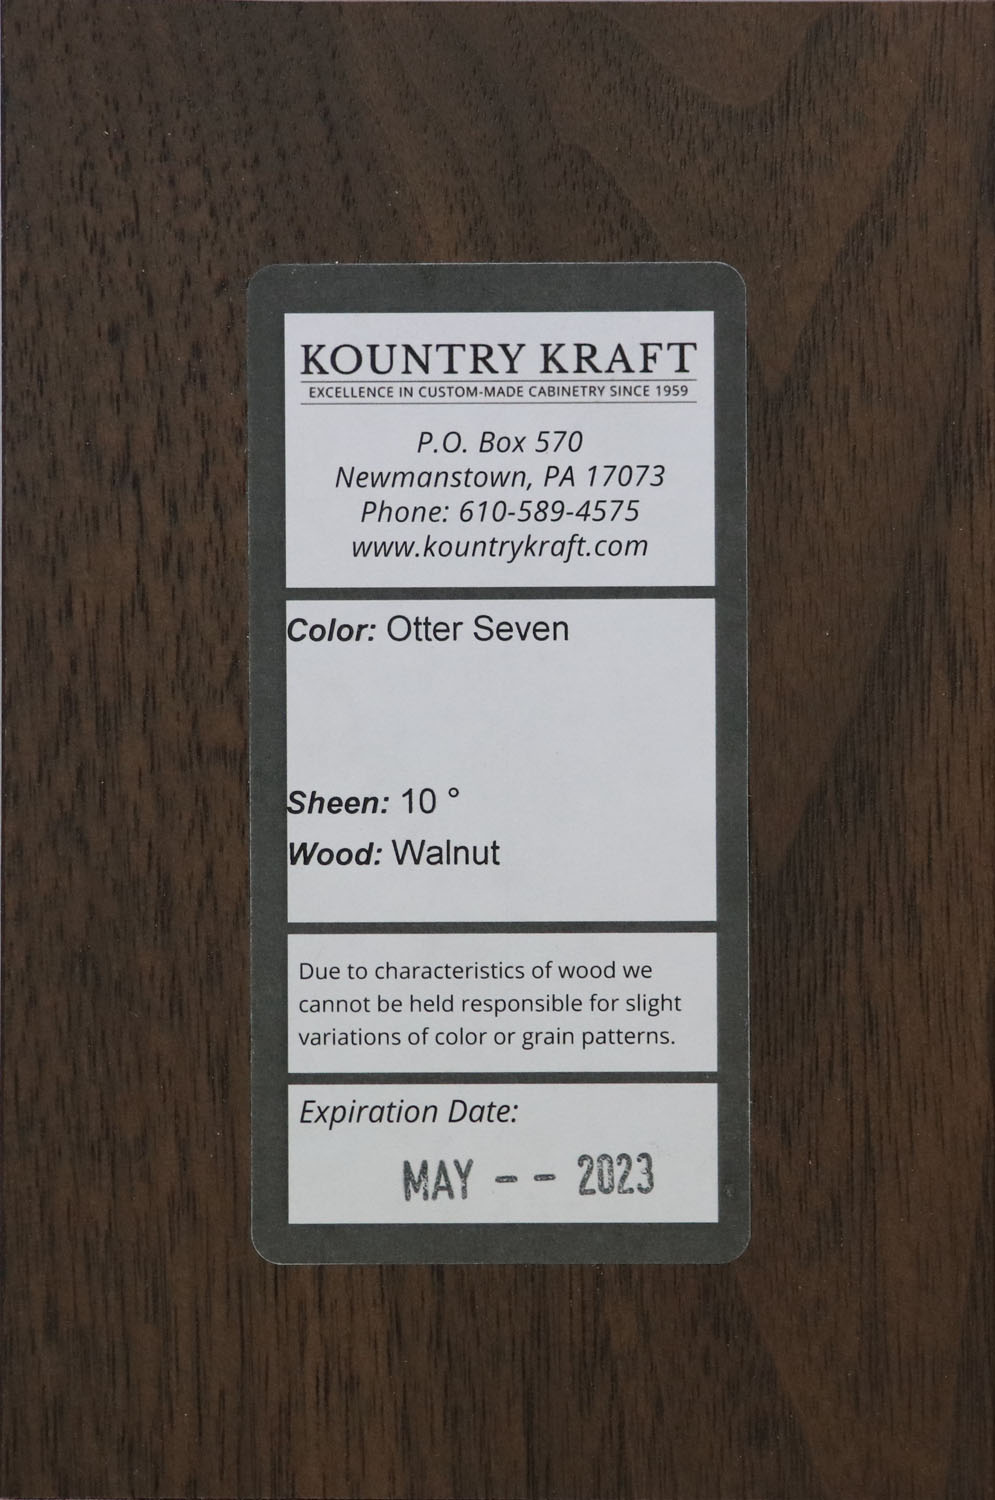 KOUNTRY KRAFT
EXCELLENCE IN CUSTOM-MADE CABINETRY SINCE 1959
P.O. Box 570
Newmanstown, PA 17073
Phone: 610-589-4575
www.kountrykraft.com
Color: Otter Seven
Sheen: 10 °
Wood: Walnut
Due to characteristics of wood we
cannot be held responsible for slight
variations of color or grain patterns.
Expiration Date:
MAY -- 2023